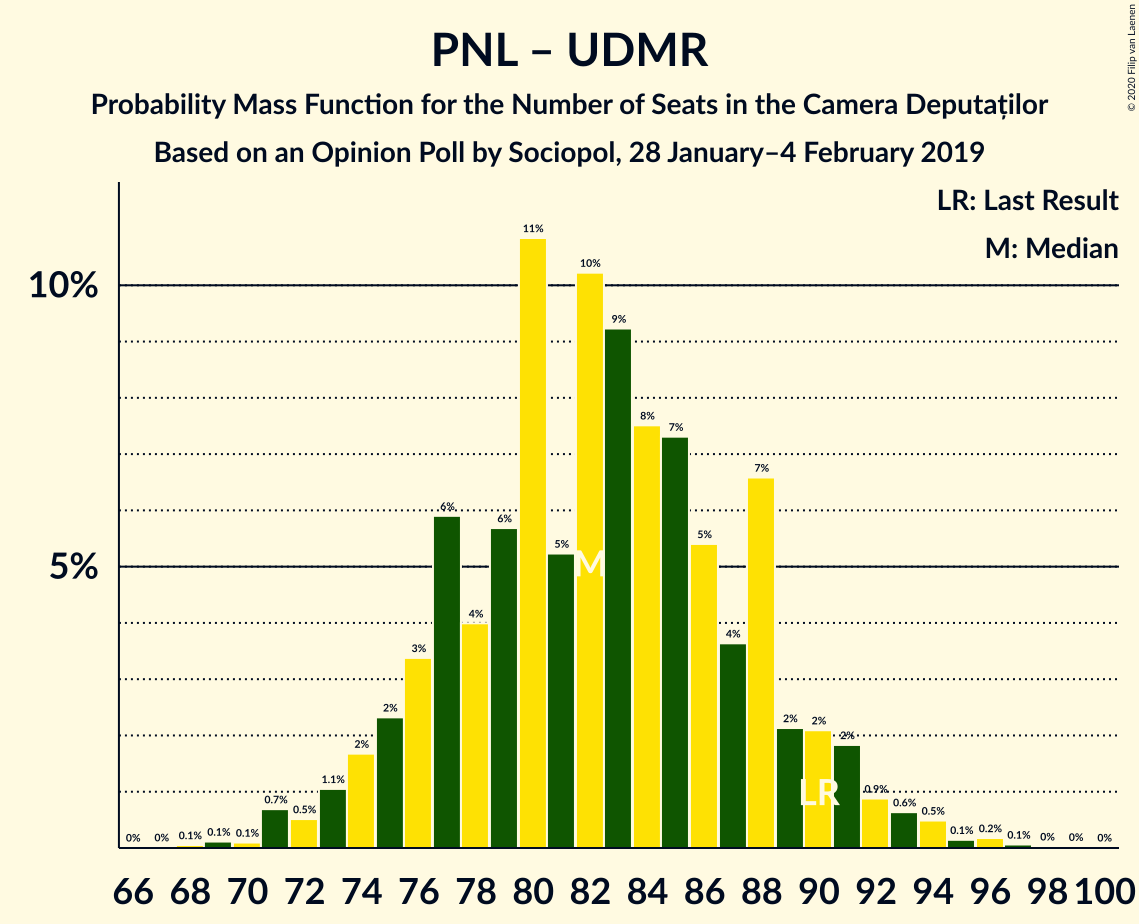 PNL – UDMR
Probability Mass Function for the Number of Seats in the Camera Deputaților
Based on an Opinion Poll by Sociopol, 28 January–4 February 2019
© 2020 Filip van Laenen
LR: Last Result
M: Median
10%
5%
0% 0% 0.1% 0.1% 0.1% 0.7% 0.5% 1.1% 2% 2% 3% 6% 4% 6% 11% 5% 10% 9% 8% 7% 5% 4% 7% 2% 2% 2% 0.9% 0.6% 0.5% 0.1% 0.2% 0.1% 0% 0% 0%
M
LR
66 68 70 72 74 76 78 80 82 84 86 88 90 92 94 96 98 100